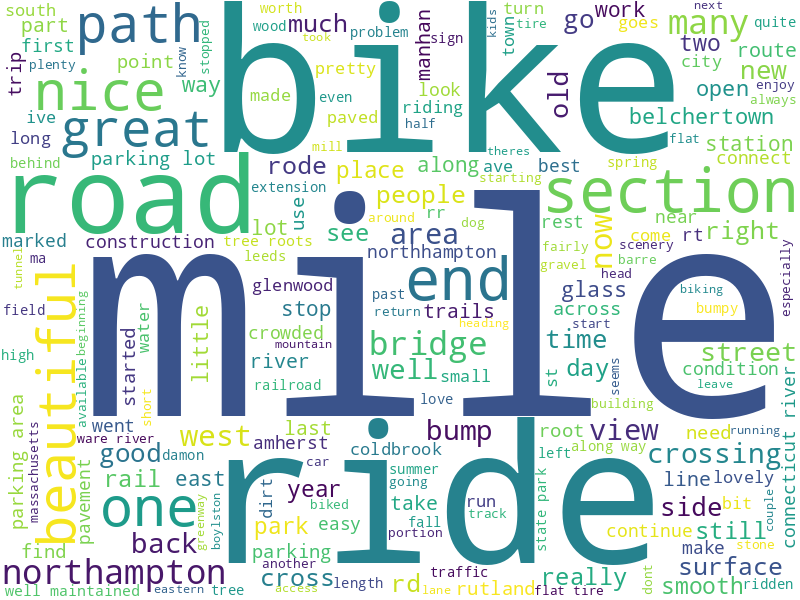 south
part
first
ive
long
behind
trip
know
plenty
path
way
point
nice
great
parking lot
worth
wood
made
stopped
bike
much
problem
even
pretty
paved
mill
took
kids
sign
manhan
look
riding
half
theres
ave
starting
town
turn
tire
go
goes
old
work
two
city
many
route
new
open
belchertown
station
connect
next
quite
enjoy
always
flat
best
spring
road
rode
extension
place
along
people
around
rr
dog
section
use
lot
see
area
northhampton
rest
fairly
gravel
now
near
come
rt
right
scenery
barre
head
biking
bumpy
especially
marked
construction
tree roots
leeds
ma
tunnel
field
high
beautiful
available
beginning
water
started
short
little
glenwood
stop
crowded
river
railroad
mile
past
return
mountain
trails
end
heading
bridge
well
small
love
glass
across
time
day
st
seems
start
street
condition
leave
building
parking area
massachusetts
went
ware river
good
damon
pavement
rail
east
west
amherst
last
car
coldbrook
summer
going
biked
bump
root
left
along way
view
need
crossing
running
line
lovely
connecticut river
couple
find
one
back
greenway
boylston
dirt
year
park
parking
easy
take
fall
track
portion
run
ride
state park
side
bit
continue
still
stone
make
surface
dont
northampton
well maintained
eastern
tree
another
cross
access
length
rd
traffic
lane
rutland
flat tire
really
smooth
ridden